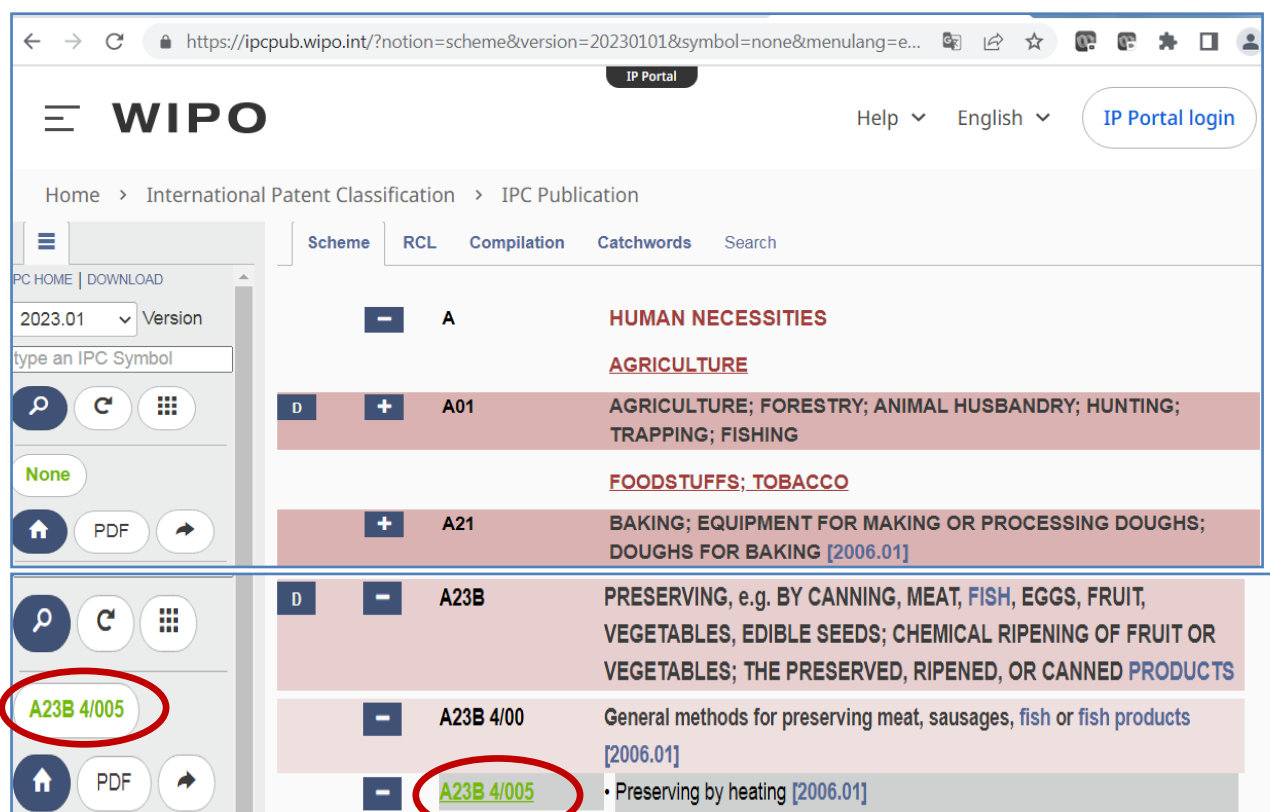 https://ipcpub.wipo.int/?notion=scheme&version=20230101&symbol=none&menulang=e...
IP Portal
WIPO
Help
English
IP Portal login
Home > International Patent Classification > IPC Publication
Scheme RCL Compilation Catchwords Search
PC HOME | DOWNLOAD
2023.01 Version
type an IPC Symbol
None
PDF
A HUMAN NECESSITIES
AGRICULTURE
D + A01 AGRICULTURE; FORESTRY; ANIMAL HUSBANDRY; HUNTING;
TRAPPING; FISHING
FOODSTUFFS; TOBACCO
+ A21 BAKING; EQUIPMENT FOR MAKING OR PROCESSING DOUGHS;
DOUGHS FOR BAKING [2006.01]
A23B 4/005
PDF
D - A23B PRESERVING, e.g. BY CANNING, MEAT, FISH, EGGS, FRUIT,
VEGETABLES, EDIBLE SEEDS; CHEMICAL RIPENING OF FRUIT OR
VEGETABLES; THE PRESERVED, RIPENED, OR CANNED PRODUCTS
- A23B 4/00 General methods for preserving meat, sausages, fish or fish products
[2006.01]
- A23B 4/005 • Preserving by heating [2006.01]